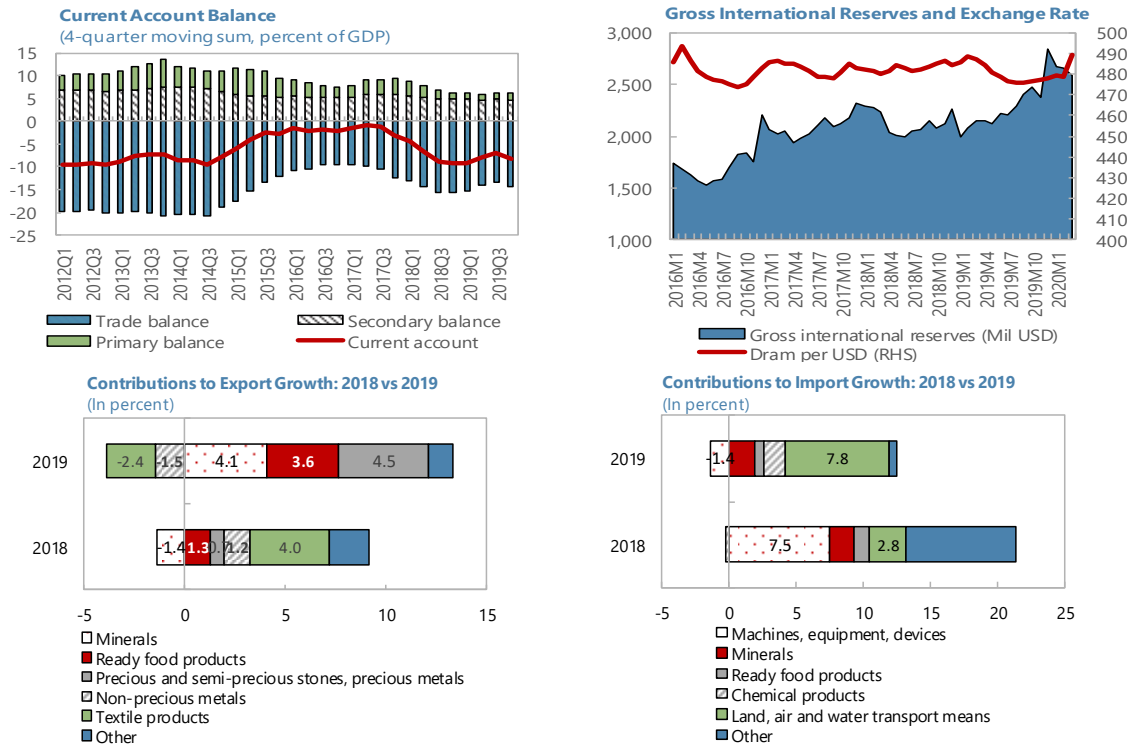 Current Account Balance
(4-quarter moving sum, percent of GDP)
15
10
5
0
-5
-10
-15
-20
-25
2012Q1
2012Q3
2013Q1
2013Q3
2014Q1
2014Q3
2015Q1
2015Q3
2016Q1
2016Q3
2017Q1
2017Q3
2018Q1
2018Q3
2019Q1
2019Q3
Trade balance
Secondary balance
Primary balance
Current account
Gross International Reserves and Exchange Rate
3,000
2,500
2,000
1,500
1,000
500
490
480
470
460
450
440
430
420
410
400
2016M1
2016M4
2016M7
2016M10
2017M1
2017M4
2017M7
2017M10
2018M1
2018M4
2018M7
2018M10
2019M1
2019M4
2019M7
2019M10
2020M1
Gross international reserves (Mil USD)
Dram per USD (RHS)
Contributions to Export Growth: 2018 vs 2019
(In percent)
2019
-2.4 -1.5 4.1 3.6 4.5
2018
-1.4 1.3 0.7 1.2 4.0
-5 0 5 10 15
Minerals
Ready food products
Precious and semi-precious stones, precious metals
Non-precious metals
Textile products
Other
Contributions to Import Growth: 2018 vs 2019
(In percent)
2019
-1.4 7.8
2018
7.5 2.8
-5 0 5 10 15 20 25
Machines, equipment, devices
Minerals
Ready food products
Chemical products
Land, air and water transport means
Other